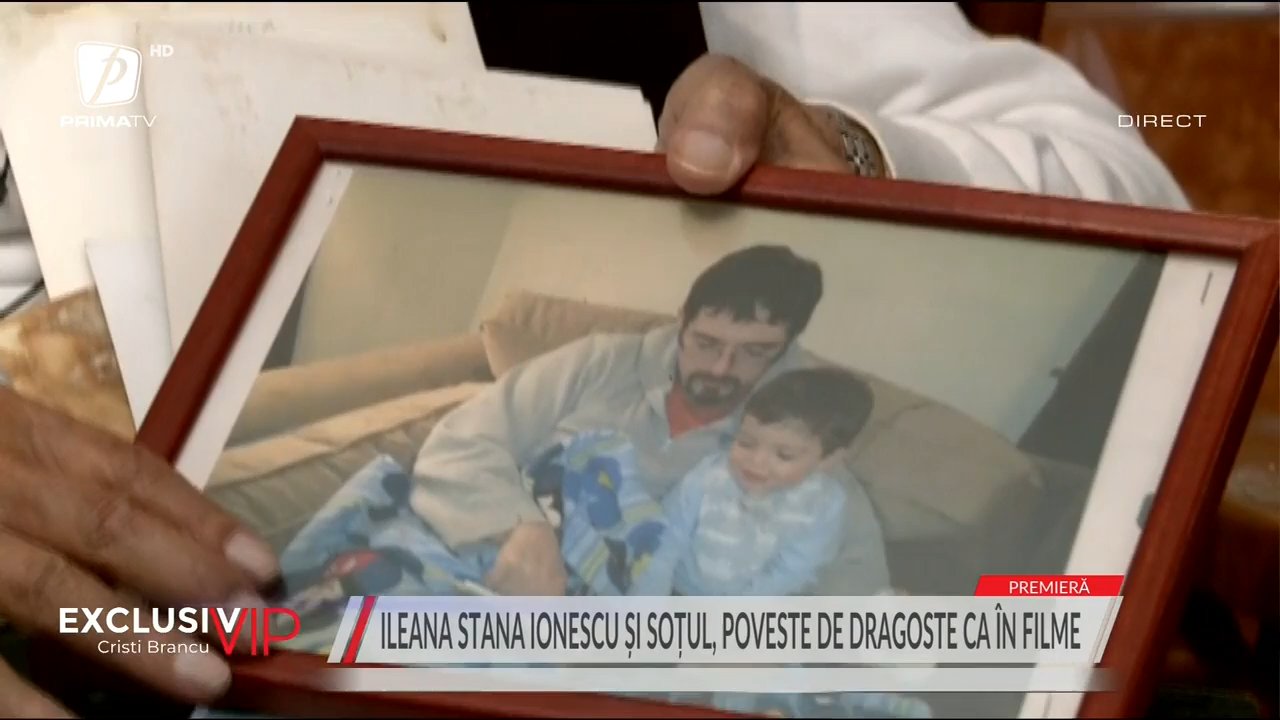 HD
PRIMATV
DIRECT
PREMIERĂ
EXCLUSIV VIP
Cristi Brancu
ILEANA STANA IONESCU ȘI SOȚUL, POVESTE DE DRAGOSTE CA ÎN FILME